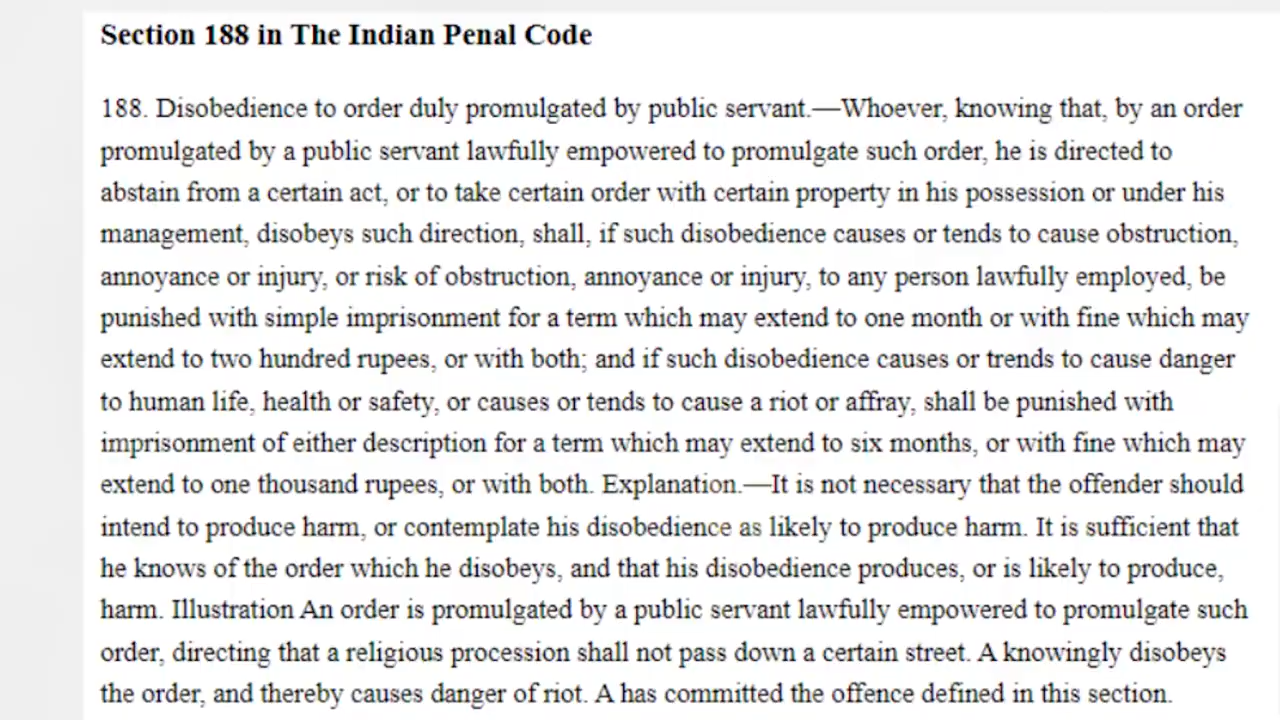 Section 188 in The Indian Penal Code
188. Disobedience to order duly promulgated by public servant.—Whoever, knowing that, by an order
promulgated by a public servant lawfully empowered to promulgate such order, he is directed to
abstain from a certain act, or to take certain order with certain property in his possession or under his
management, disobeys such direction, shall, if such disobedience causes or tends to cause obstruction,
annoyance or injury, or risk of obstruction, annoyance or injury, to any person lawfully employed, be
punished with simple imprisonment for a term which may extend to one month or with fine which may
extend to two hundred rupees, or with both; and if such disobedience causes or trends to cause danger
to human life, health or safety, or causes or tends to cause a riot or affray, shall be punished with
imprisonment of either description for a term which may extend to six months, or with fine which may
extend to one thousand rupees, or with both. Explanation.—It is not necessary that the offender should
intend to produce harm, or contemplate his disobedience as likely to produce harm. It is sufficient that
he knows of the order which he disobeys, and that his disobedience produces, or is likely to produce,
harm. Illustration An order is promulgated by a public servant lawfully empowered to promulgate such
order, directing that a religious procession shall not pass down a certain street. A knowingly disobeys
the order, and thereby causes danger of riot. A has committed the offence defined in this section.